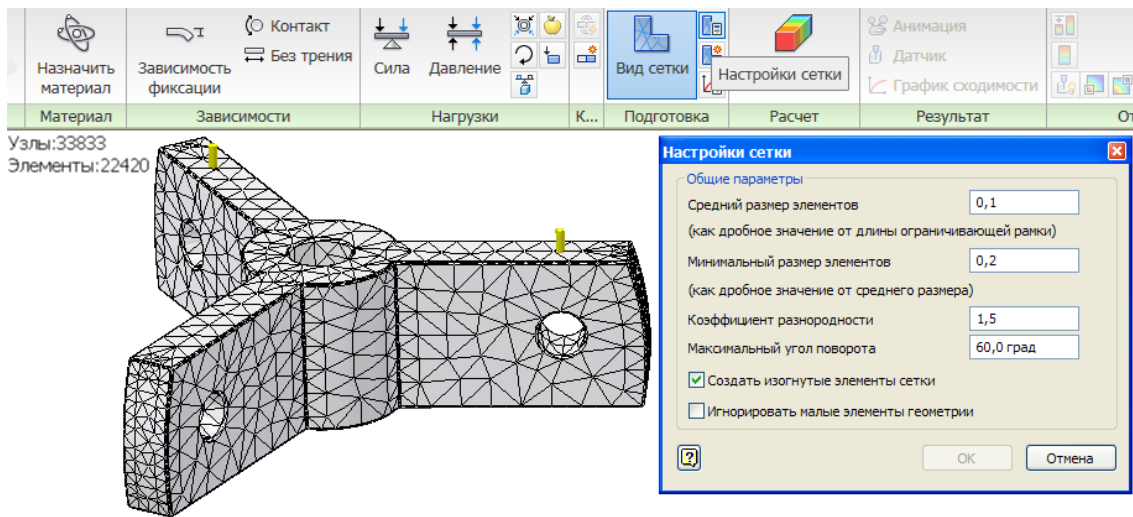 Назначить материал
Зависимость фиксации
Контакт
Без трения
Сила
Давление
Вид сетки
Настройки сетки
Анимация
Датчик
График сходимости
Материал
Зависимости
Нагрузки
К...
Подготовка
Расчет
Результат
От
Узлы:33833
Элементы:22420
Настройки сетки
Общие параметры
Средний размер элементов
0,1
(как дробное значение от длины ограничивающей рамки)
Минимальный размер элементов
0,2
(как дробное значение от среднего размера)
Коэффициент разнородности
1,5
Максимальный угол поворота
60,0 град
Создать изогнутые элементы сетки
Игнорировать малые элементы геометрии
OK
Отмена